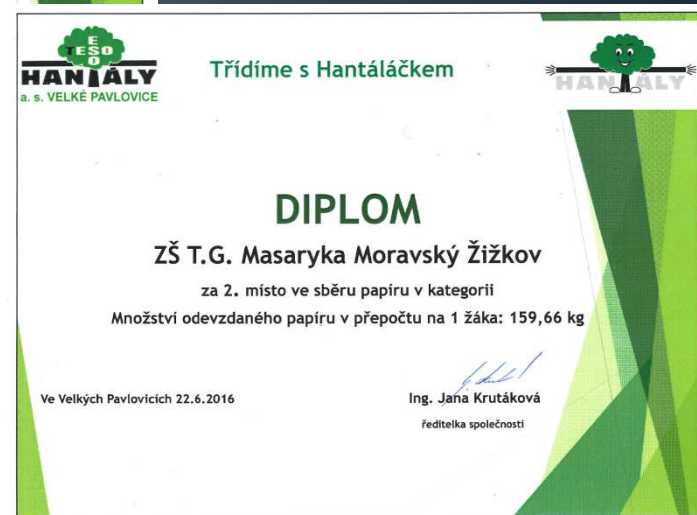 TESO
ESO
HANTÁLY
a. s. VELKÉ PAVLOVICE
Třídíme s Hantáláčkem
HANTÁLY
DIPLOM
ZŠ T.G. Masaryka Moravský Žižkov
za 2. místo ve sběru papíru v kategorii
Množství odevzdaného papíru v přepočtu na 1 žáka: 159,66 kg
Ve Velkých Pavlovicích 22.6.2016
Ing. Jana Krutáková
ředitelka společnosti